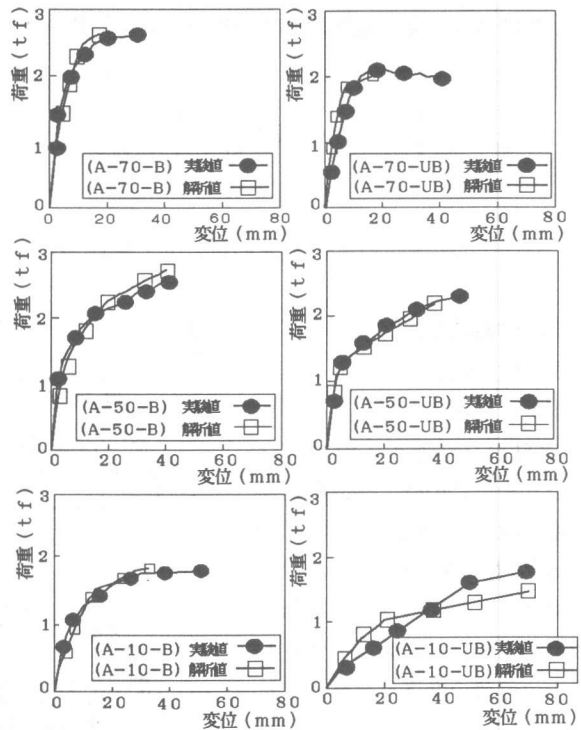 荷重(tf)
3
2
1
0
(A-70-B) 実験値
(A-70-B) 解析値
0 20 40 60 80
変位(mm)
荷重(tf)
3
2
1
0
(A-70-UB) 実験値
(A-70-UB) 解析値
0 20 40 60 80
変位(mm)
荷重(tf)
3
2
1
0
(A-50-B) 実験値
(A-50-B) 解析値
0 20 40 60 80
変位(mm)
荷重(tf)
3
2
1
0
(A-50-UB) 実験値
(A-50-UB) 解析値
0 20 40 60 80
変位(mm)
荷重(tf)
3
2
1
0
(A-10-B) 実験値
(A-10-B) 解析値
0 20 40 60 80
変位(mm)
荷重(tf)
3
2
1
0
(A-10-UB)実験値
(A-10-UB)解析値
0 20 40 60 80
変位(mm)